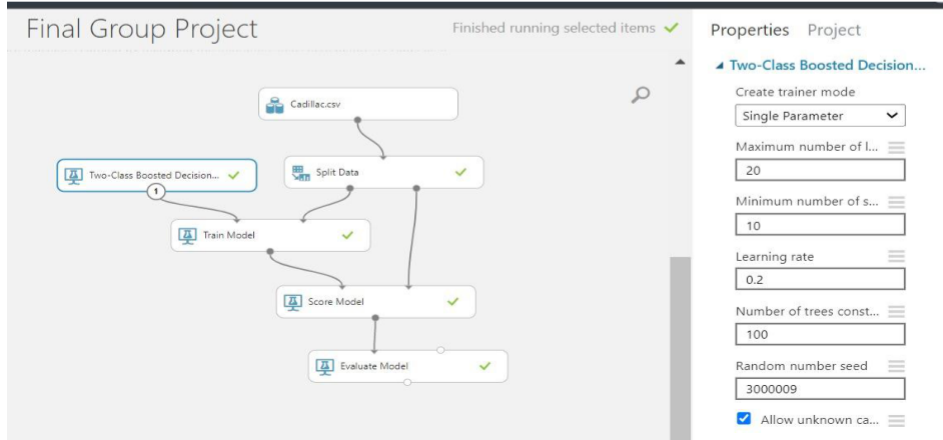 Final Group Project
Finished running selected items
Cadillac.csv
Two-Class Boosted Decision...
1
Split Data
Train Model
Score Model
Evaluate Model
Properties Project
Two-Class Boosted Decision...
Create trainer mode
Single Parameter
Maximum number of l...
20
Minimum number of s...
10
Learning rate
0.2
Number of trees const...
100
Random number seed
3000009
Allow unknown ca...